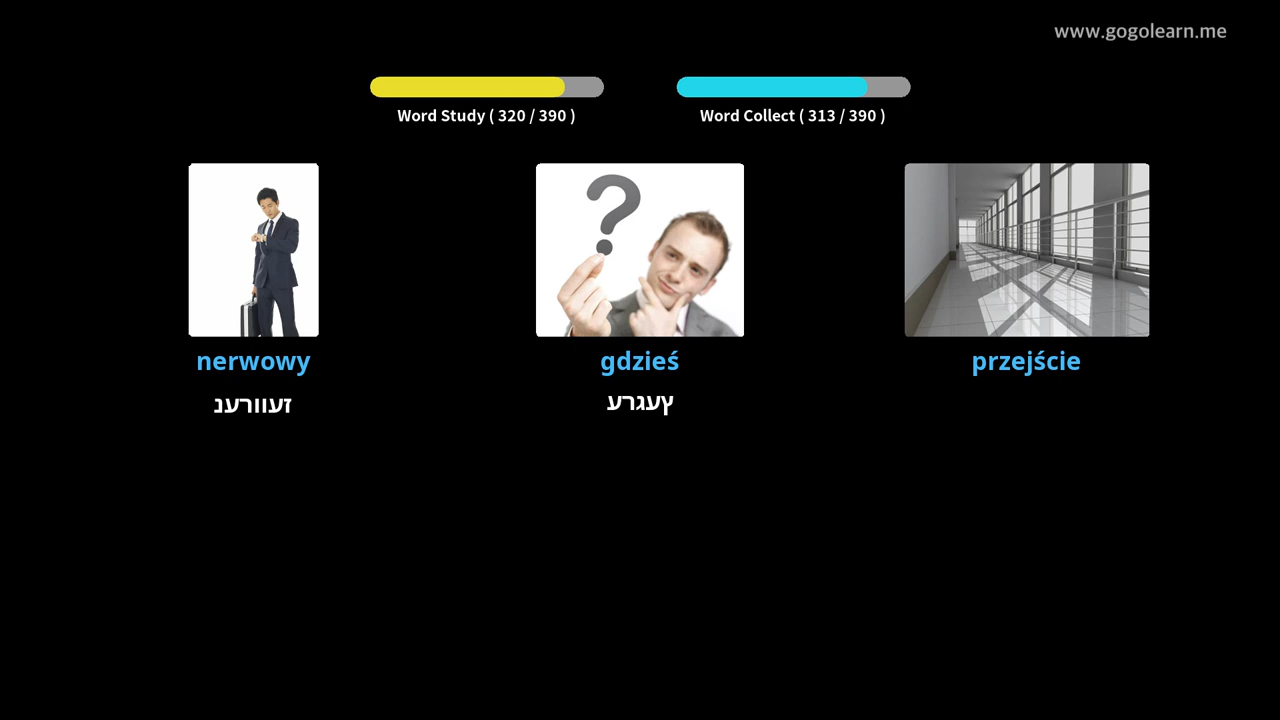 www.gogolearn.me
Word Study ( 320 / 390 )
Word Collect ( 313 / 390 )
nerwowy
gdzieś
przejście
זעוורענ
ץעגרע